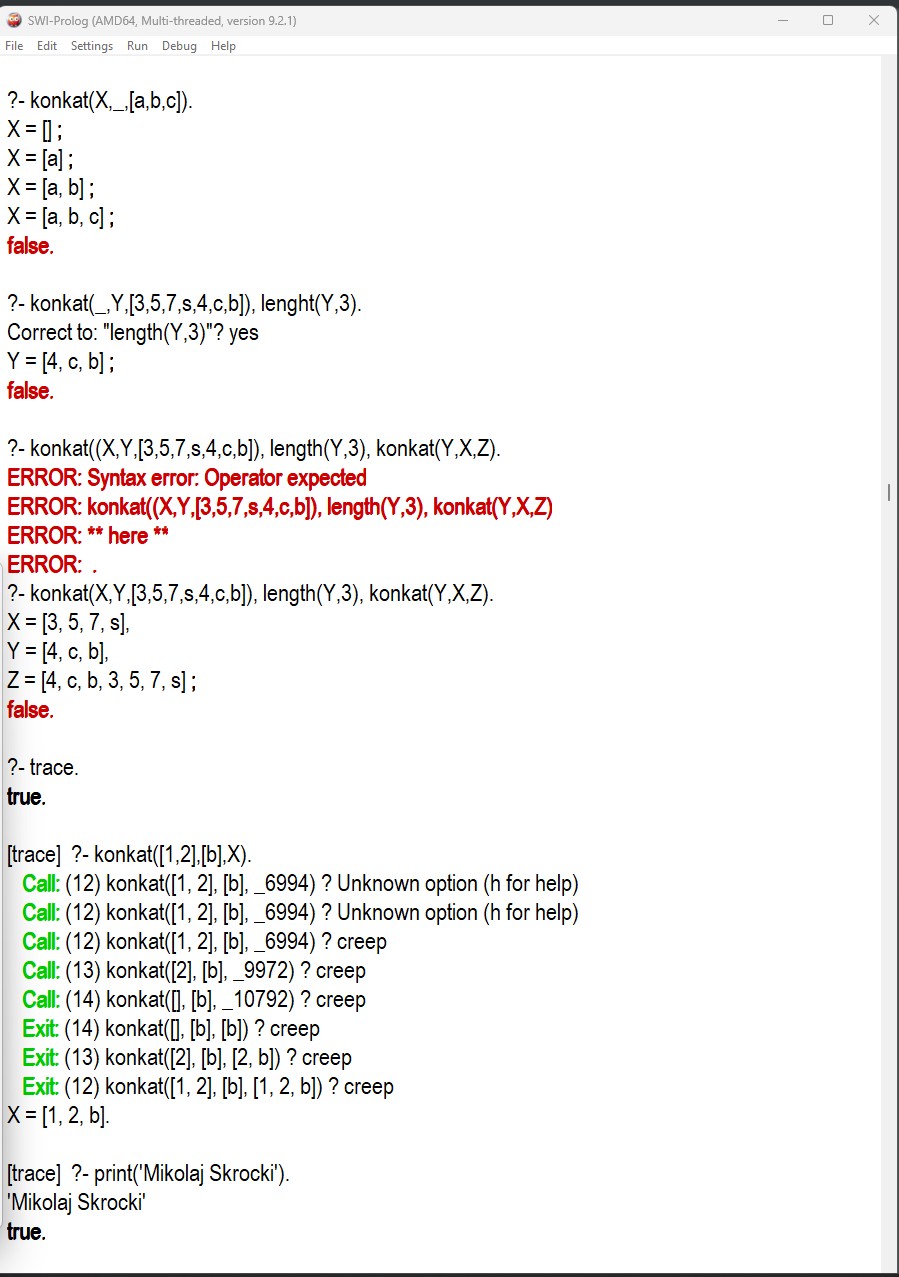 SWI-Prolog (AMD64, Multi-threaded, version 9.2.1)
File Edit Settings Run Debug Help
?- konkat(X,_,[a,b,c]).
X = [] ;
X = [a] ;
X = [a, b] ;
X = [a, b, c] ;
false.
?- konkat(_,Y,[3,5,7,s,4,c,b]), lenght(Y,3).
Correct to: "length(Y,3)"? yes
Y = [4, c, b] ;
false.
?- konkat((X,Y,[3,5,7,s,4,c,b]), length(Y,3), konkat(Y,X,Z).
ERROR: Syntax error: Operator expected
ERROR: konkat((X,Y,[3,5,7,s,4,c,b]), length(Y,3), konkat(Y,X,Z)
ERROR: ** here **
ERROR:  .
?- konkat(X,Y,[3,5,7,s,4,c,b]), length(Y,3), konkat(Y,X,Z).
X = [3, 5, 7, s],
Y = [4, c, b],
Z = [4, c, b, 3, 5, 7, s] ;
false.
?- trace.
true.
[trace]  ?- konkat([1,2],[b],X).
Call: (12) konkat([1, 2], [b], _6994) ? Unknown option (h for help)
Call: (12) konkat([1, 2], [b], _6994) ? Unknown option (h for help)
Call: (12) konkat([1, 2], [b], _6994) ? creep
Call: (13) konkat([2], [b], _9972) ? creep
Call: (14) konkat([], [b], _10792) ? creep
Exit: (14) konkat([], [b], [b]) ? creep
Exit: (13) konkat([2], [b], [2, b]) ? creep
Exit: (12) konkat([1, 2], [b], [1, 2, b]) ? creep
X = [1, 2, b].
[trace]  ?- print('Mikolaj Skrocki').
'Mikolaj Skrocki'
true.